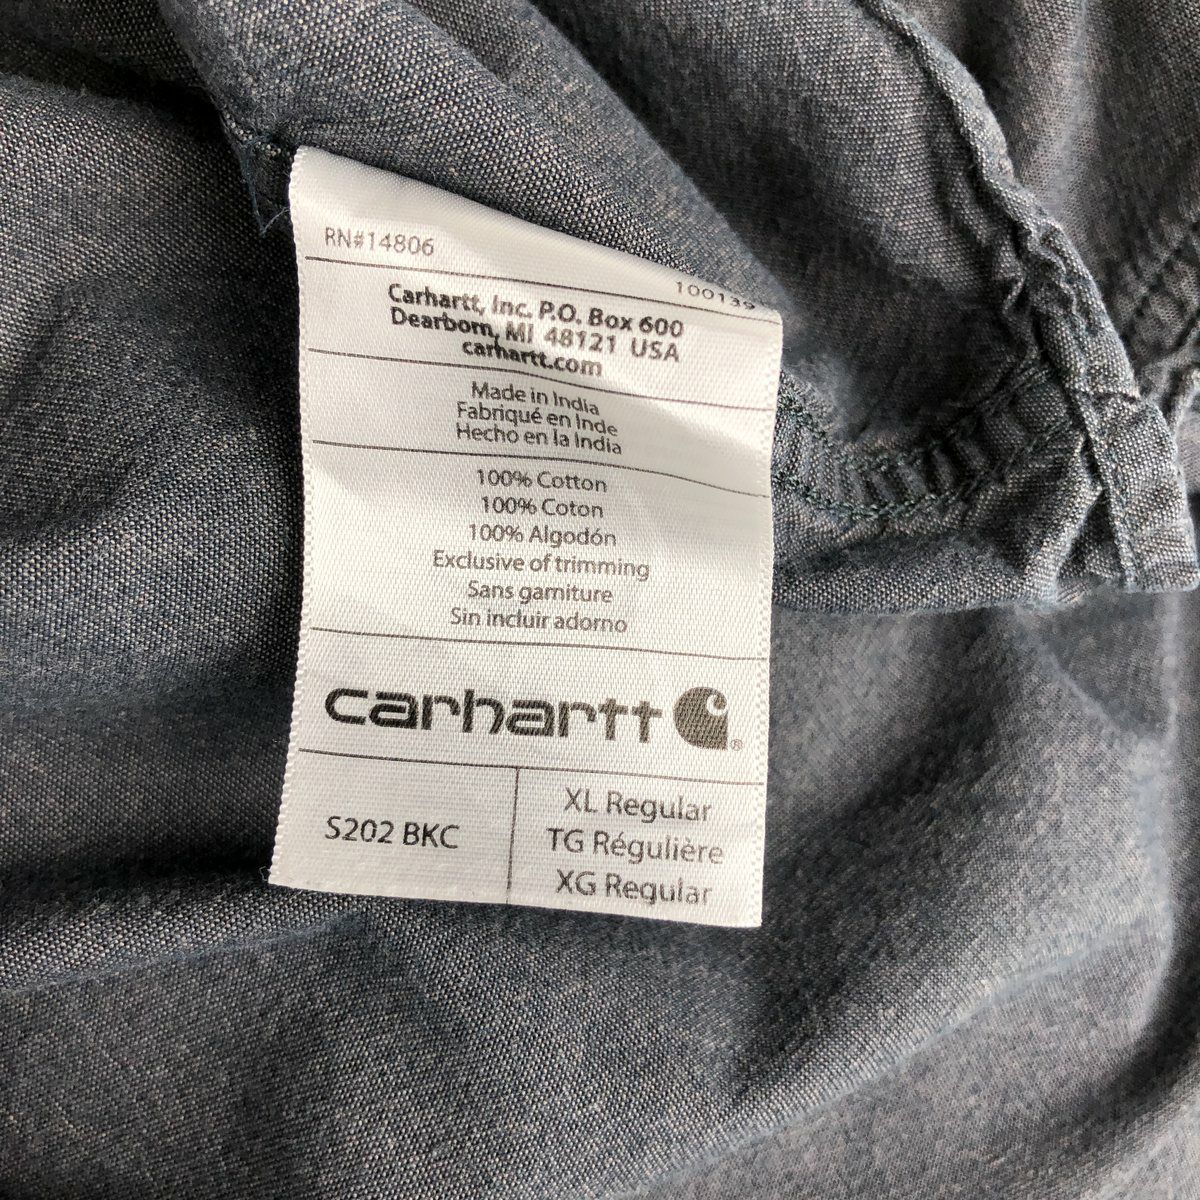 RN#14806
100139
Carhartt, Inc. P.O. Box 600
Dearborn, MI 48121 USA
carhartt.com
Made in India
Fabriqué en Inde
Hecho en la India
100% Cotton
100% Coton
100% Algodón
Exclusive of trimming
Sans garniture
Sin incluir adorno
carhartt ®
S202 BKC
XL Regular
TG Régulière
XG Regular